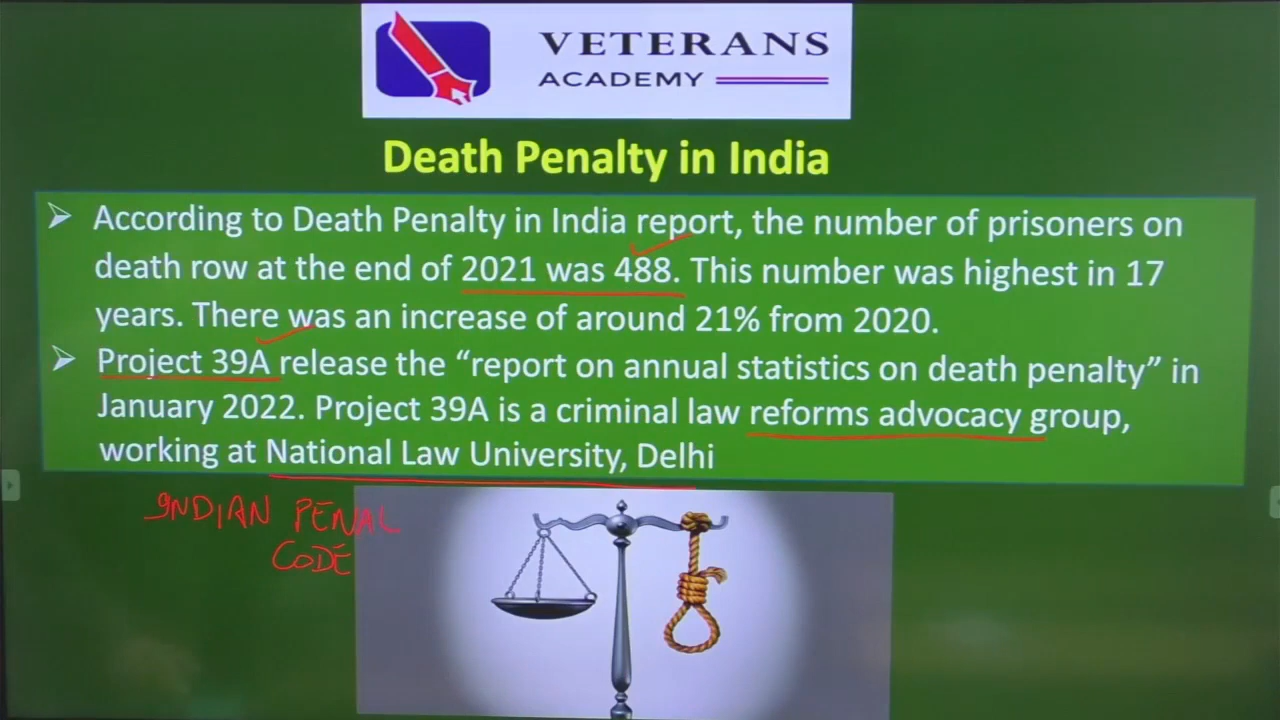 VETERANS
ACADEMY
Death Penalty in India
According to Death Penalty in India report, the number of prisoners on
death row at the end of 2021 was 488. This number was highest in 17
years. There was an increase of around 21% from 2020.
Project 39A release the “report on annual statistics on death penalty” in
January 2022. Project 39A is a criminal law reforms advocacy group,
working at National Law University, Delhi
INDIAN PENAL
CODE